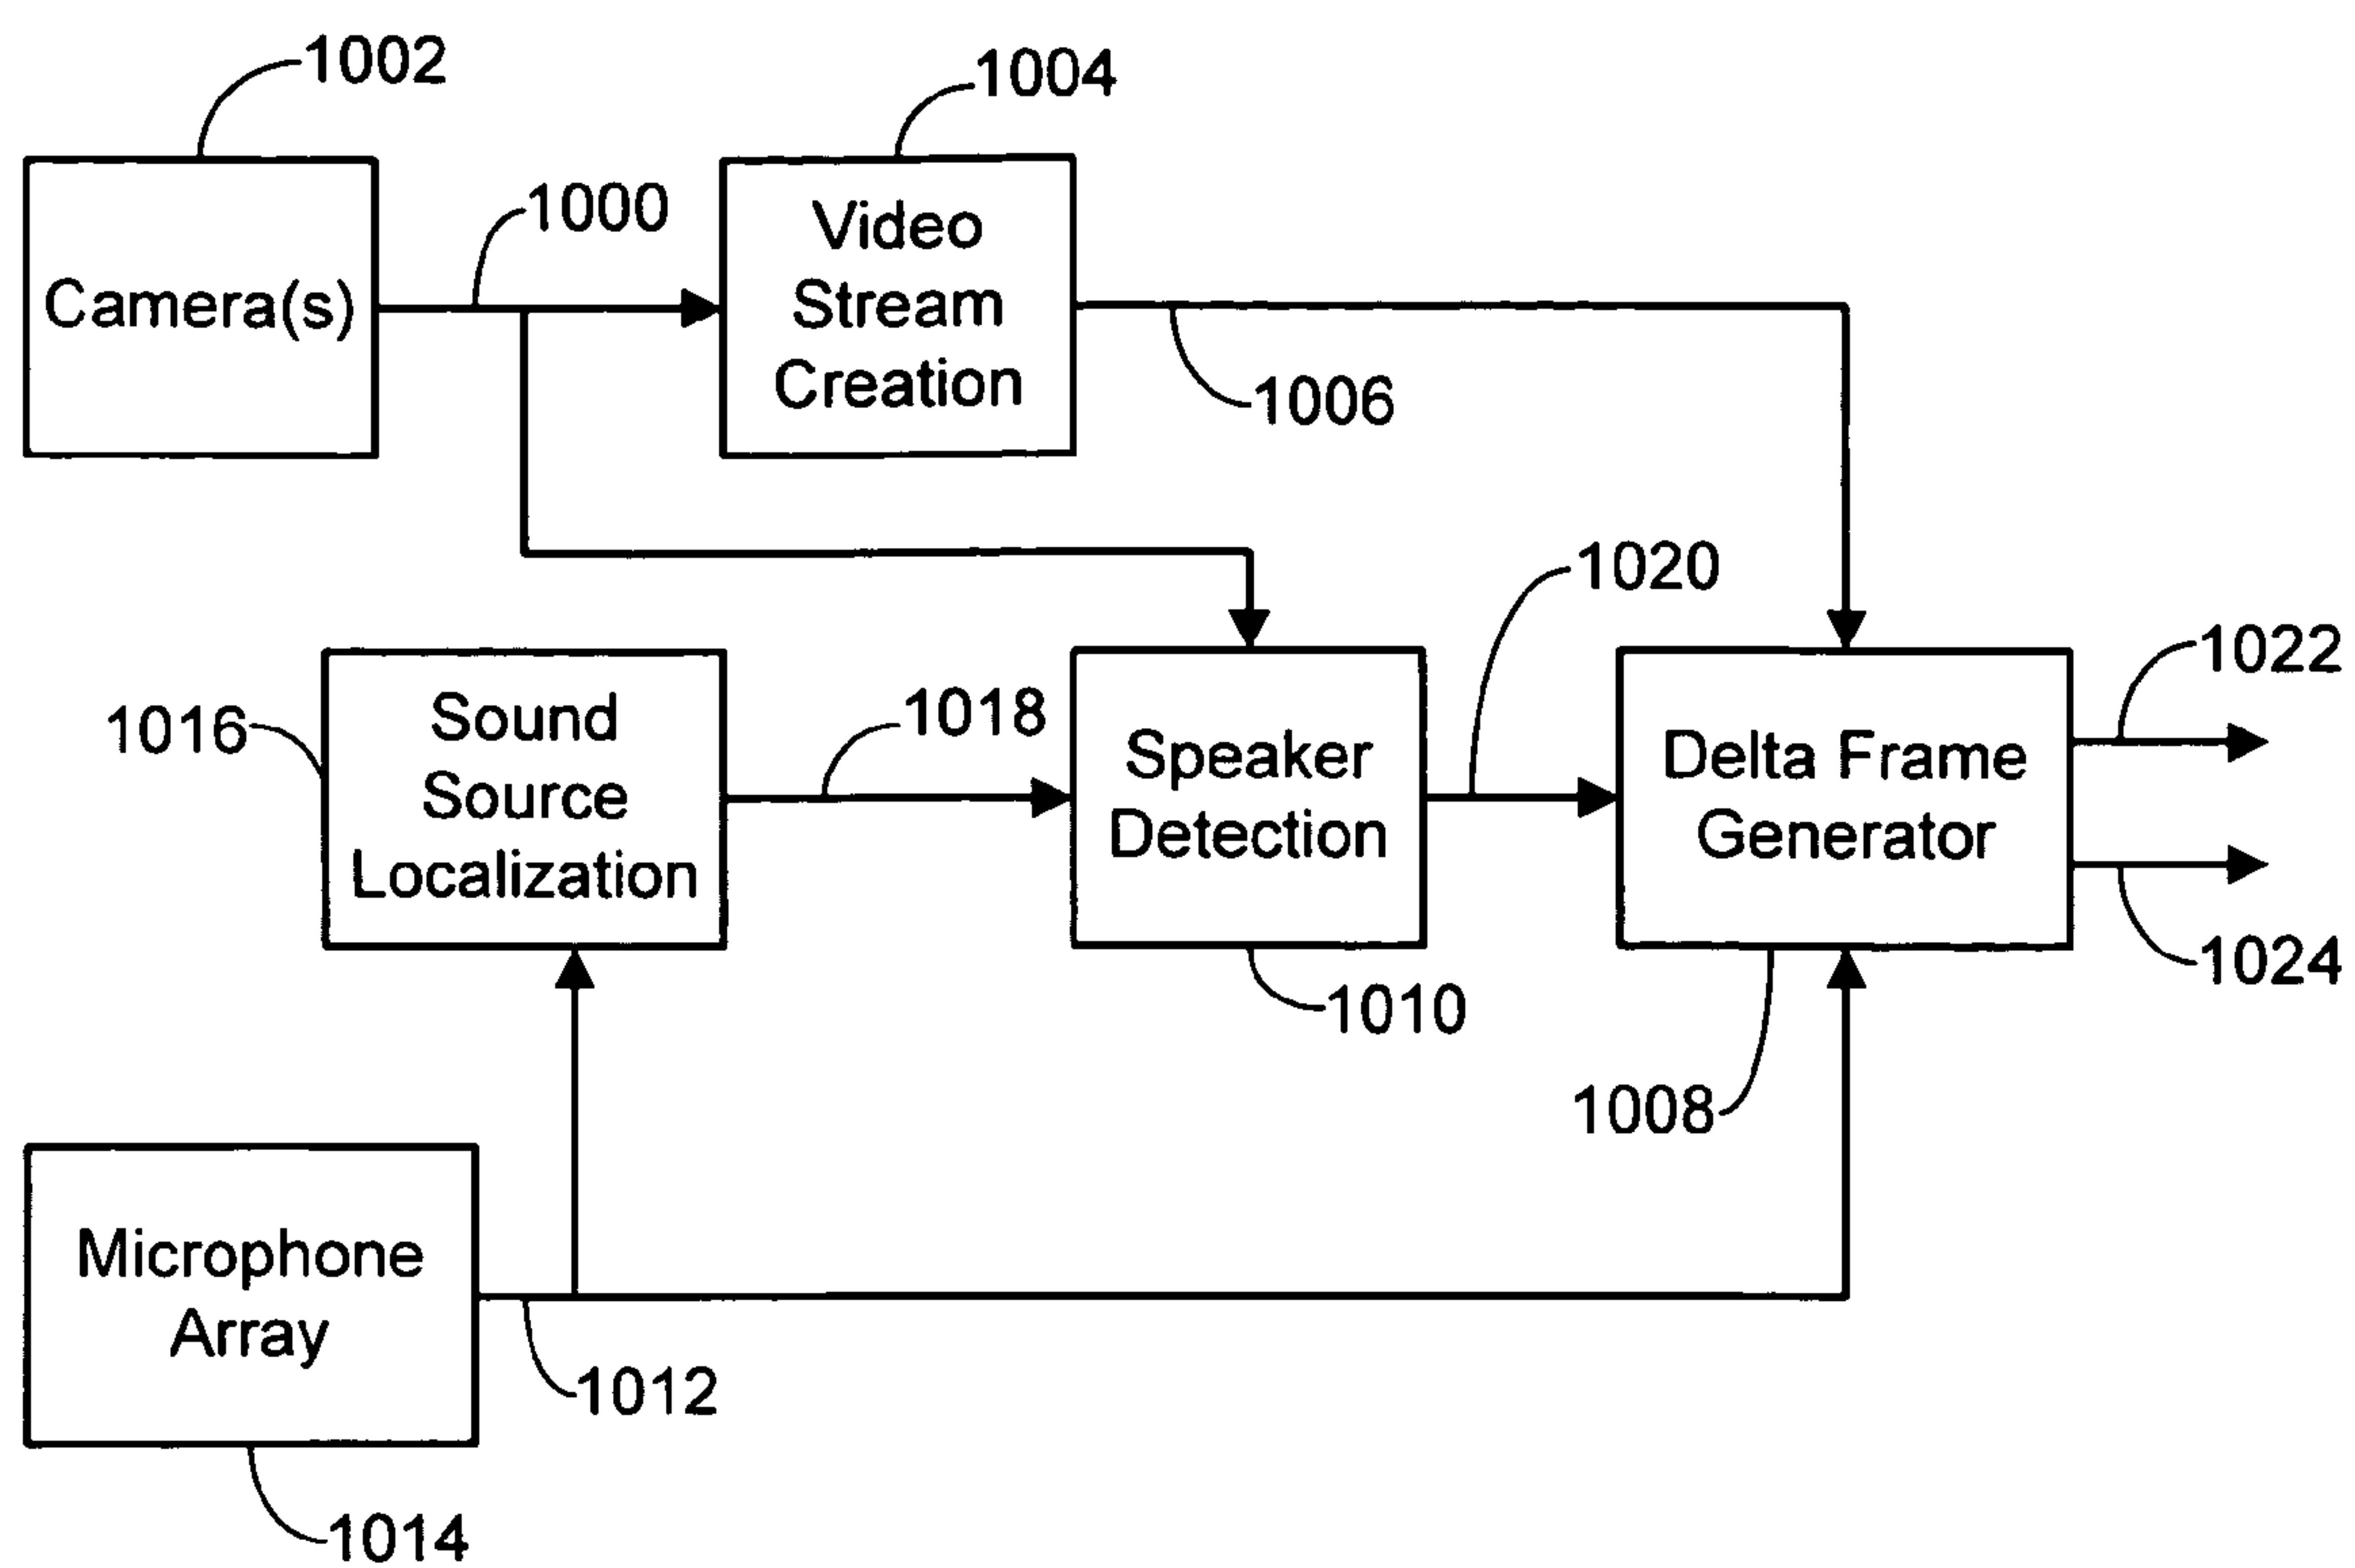 1002
1004
1000
Camera(s)
Video
Stream
Creation
1006
1020
1022
1016
Sound
Source
Localization
1018
Speaker
Detection
Delta Frame
Generator
1024
1010
1008
Microphone
Array
1012
1014